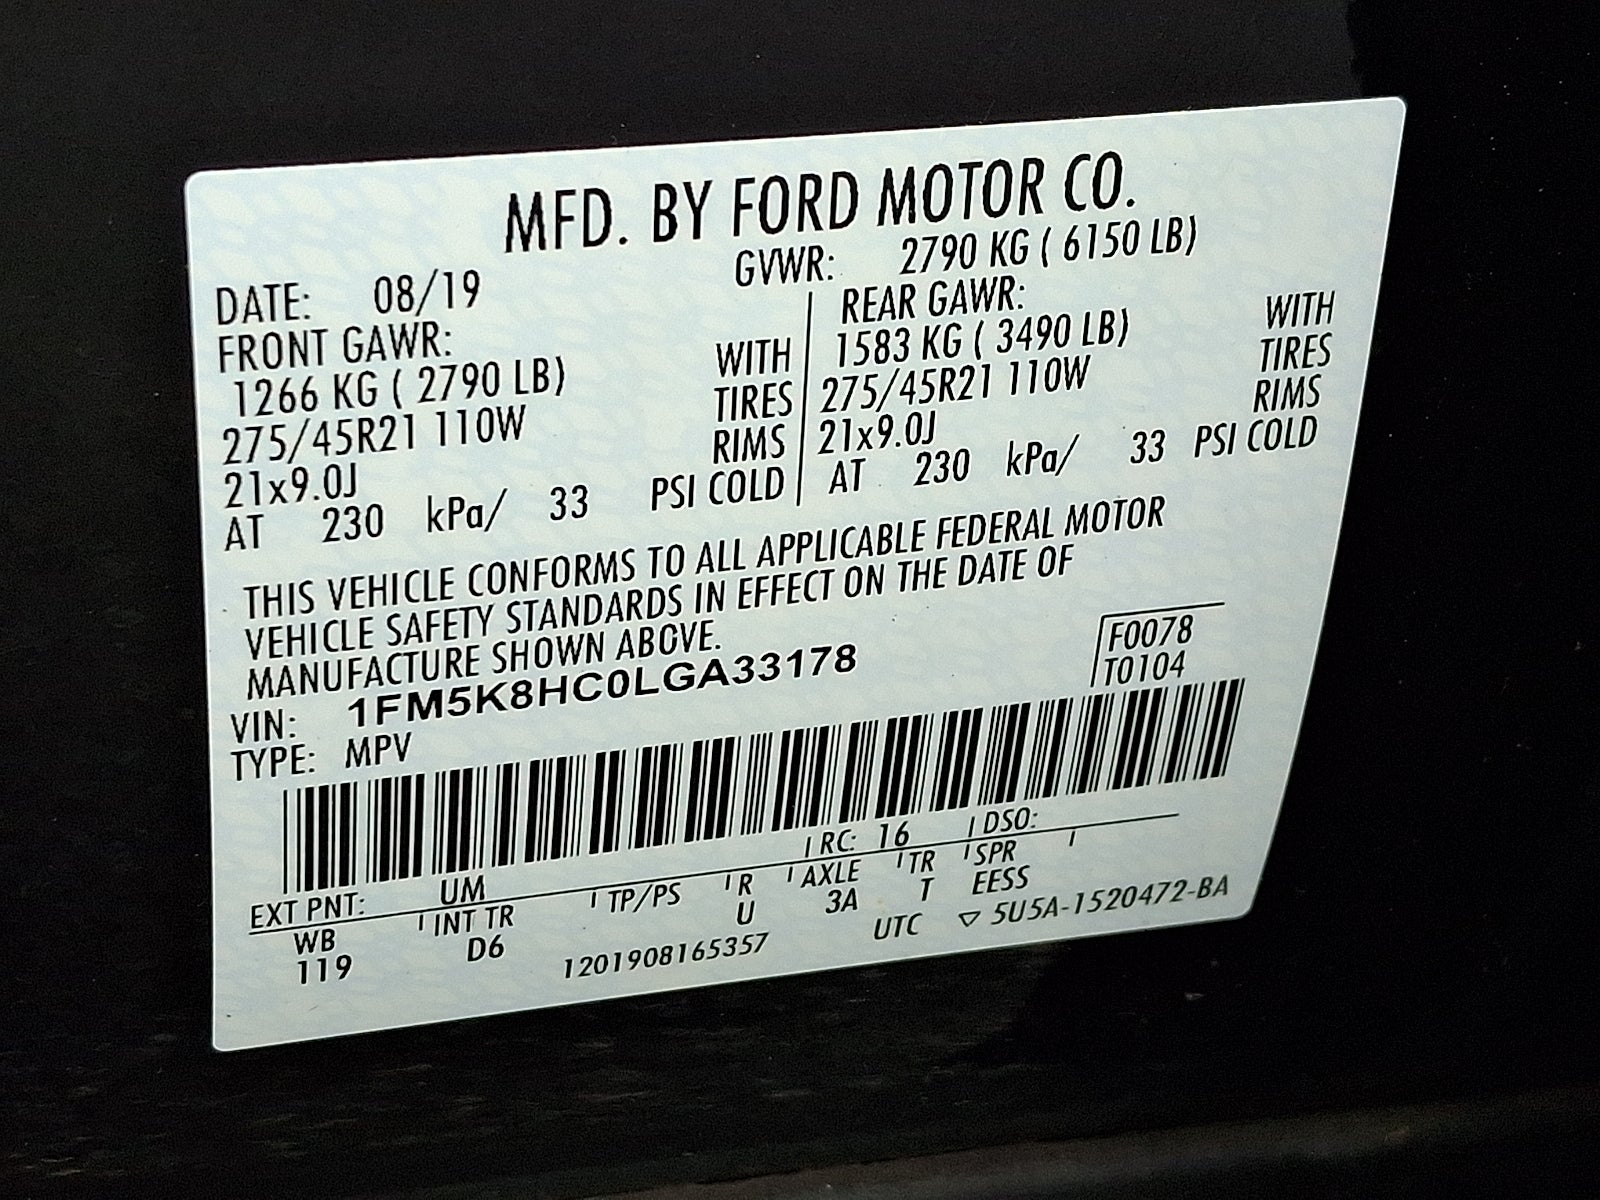 MFD. BY FORD MOTOR CO.
DATE: 08/19
GVWR: 2790 KG ( 6150 LB)
FRONT GAWR:
1266 KG ( 2790 LB) WITH
275/45R21 110W TIRES
21x9.0J RIMS
AT 230 kPa/ 33 PSI COLD
REAR GAWR:
1583 KG ( 3490 LB) WITH
275/45R21 110W TIRES
21x9.0J RIMS
AT 230 kPa/ 33 PSI COLD
THIS VEHICLE CONFORMS TO ALL APPLICABLE FEDERAL MOTOR
VEHICLE SAFETY STANDARDS IN EFFECT ON THE DATE OF
MANUFACTURE SHOWN ABOVE.
VIN: 1FM5K8HC0LGA33178
TYPE: MPV
F0078
T0104
EXT PNT: UM RC: 16 DSO:
WB INT TR TP/PS R AXLE TR SPR
119 D6 U 3A T EESS
1201908165357 UTC ▽ 5U5A-1520472-BA